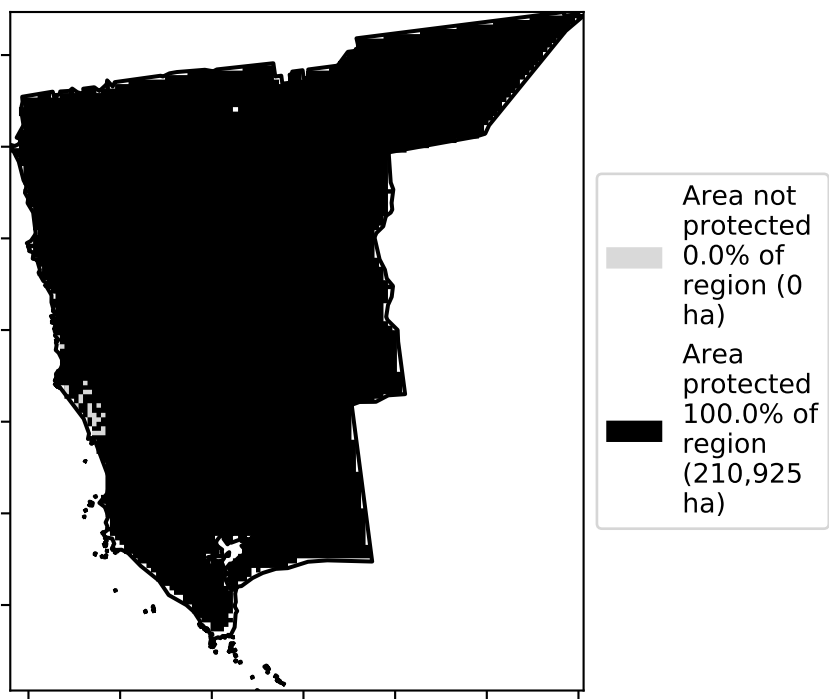 Area not
protected
0.0% of
region (0
ha)
Area
protected
100.0% of
region
(210,925
ha)